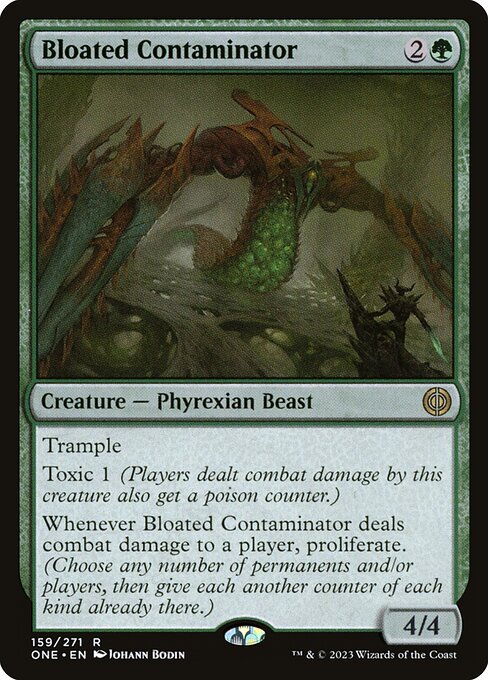 Bloated Contaminator 2
Creature — Phyrexian Beast
Trample
Toxic 1 (Players dealt combat damage by this
creature also get a poison counter.)
Whenever Bloated Contaminator deals
combat damage to a player, proliferate.
(Choose any number of permanents and/or
players, then give each another counter of each
kind already there.)
4/4
159/271 R
ONE • EN Johann Bodin
™ & © 2023 Wizards of the Coast